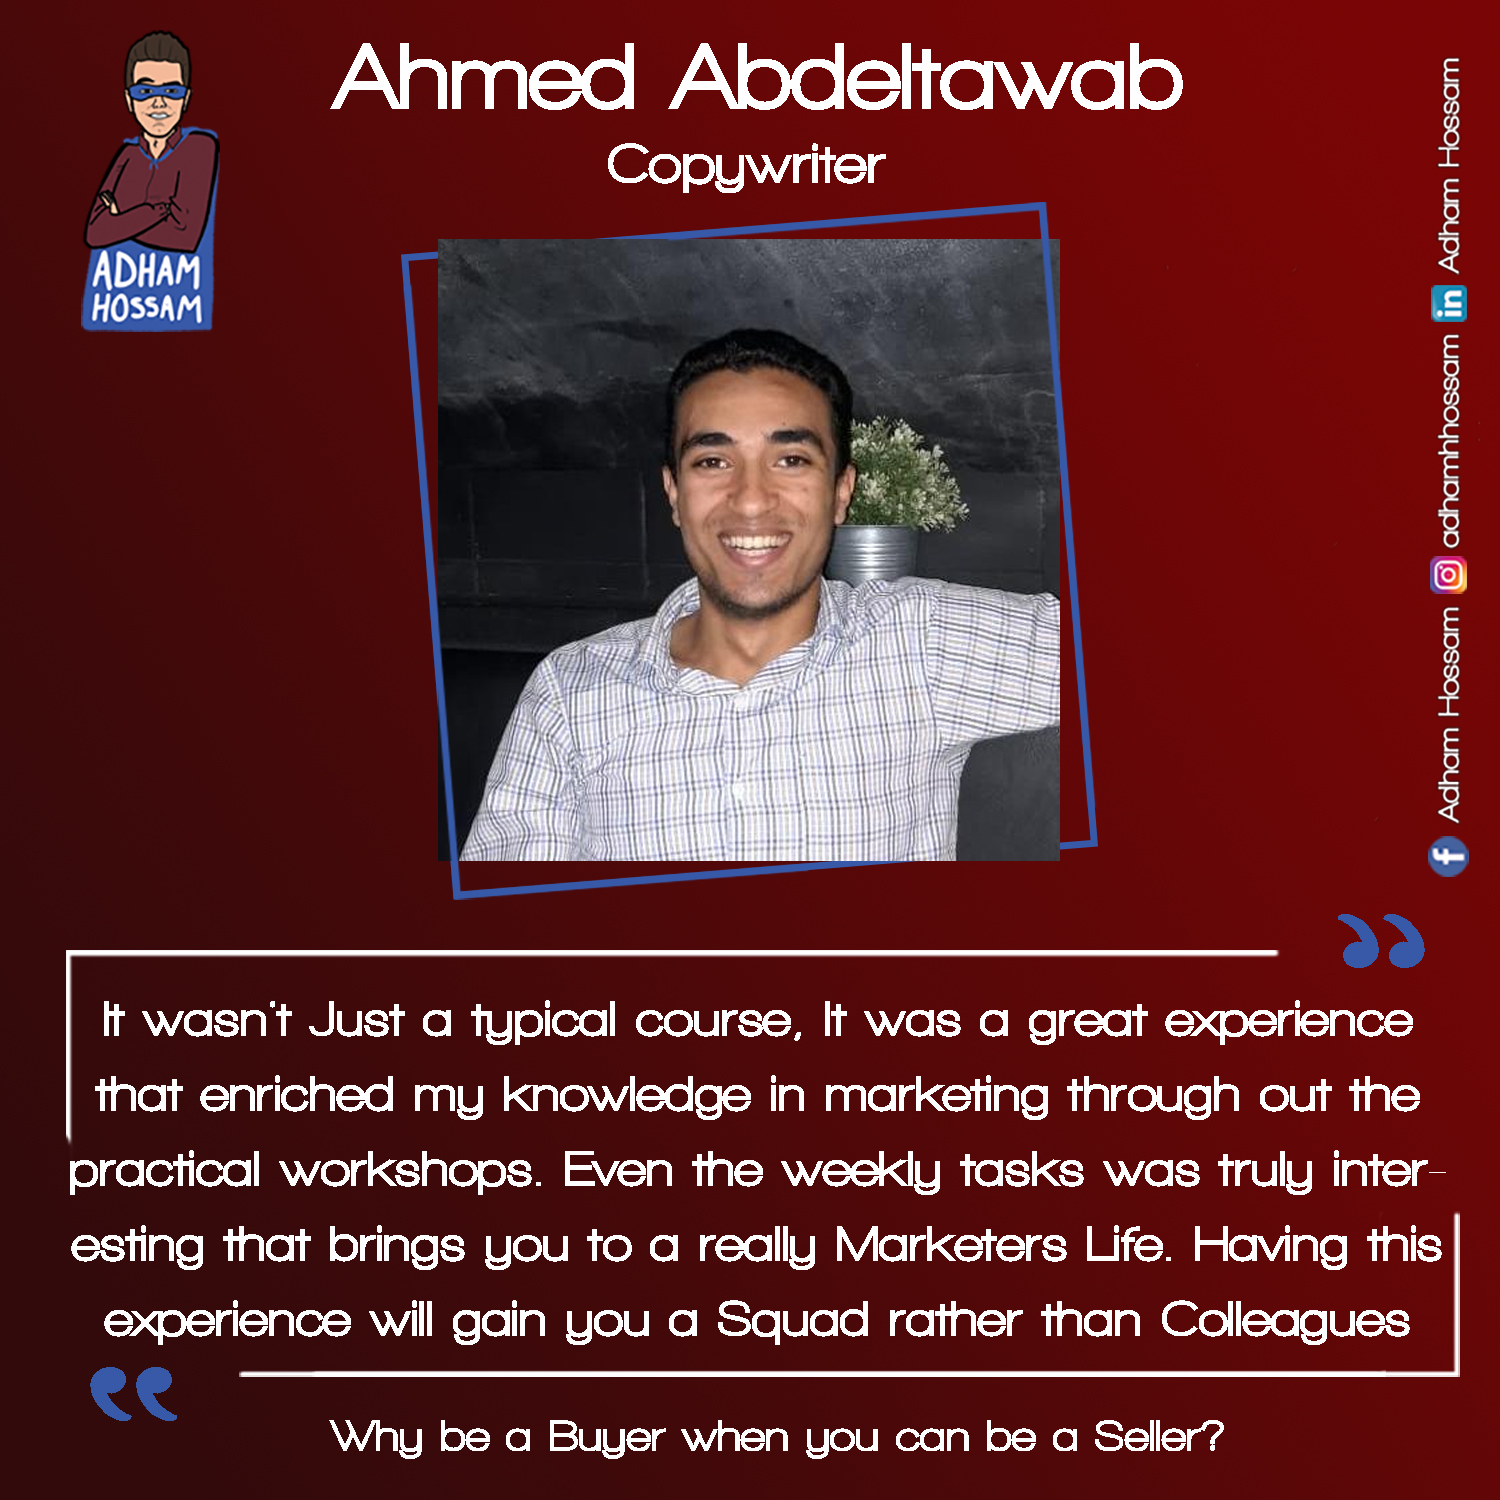 Ahmed Abdeltawab
Copywriter
ADHAM
HOSSAM
Adham Hossam
adhamhhossam
Adham Hossam
It wasn't Just a typical course, It was a great experience
that enriched my knowledge in marketing through out the
practical workshops. Even the weekly tasks was truly inter-
esting that brings you to a really Marketers Life. Having this
experience will gain you a Squad rather than Colleagues
Why be a Buyer when you can be a Seller?